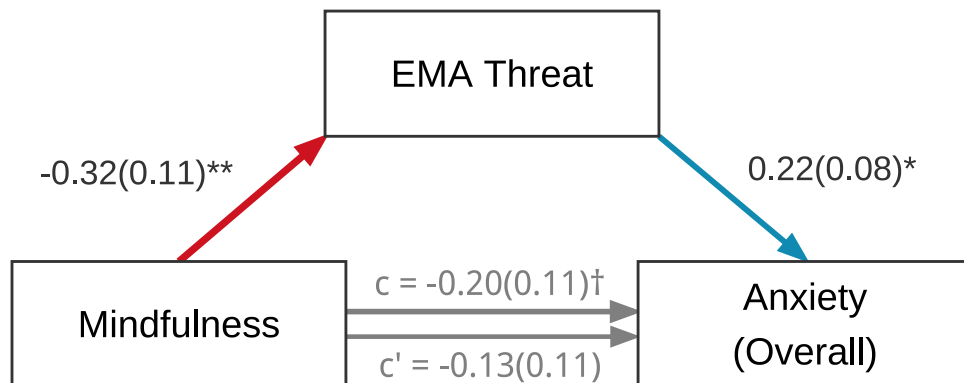 EMA Threat
-0.32(0.11)**
0.22(0.08)*
Mindfulness
c = -0.20(0.11)†
c' = -0.13(0.11)
Anxiety
(Overall)